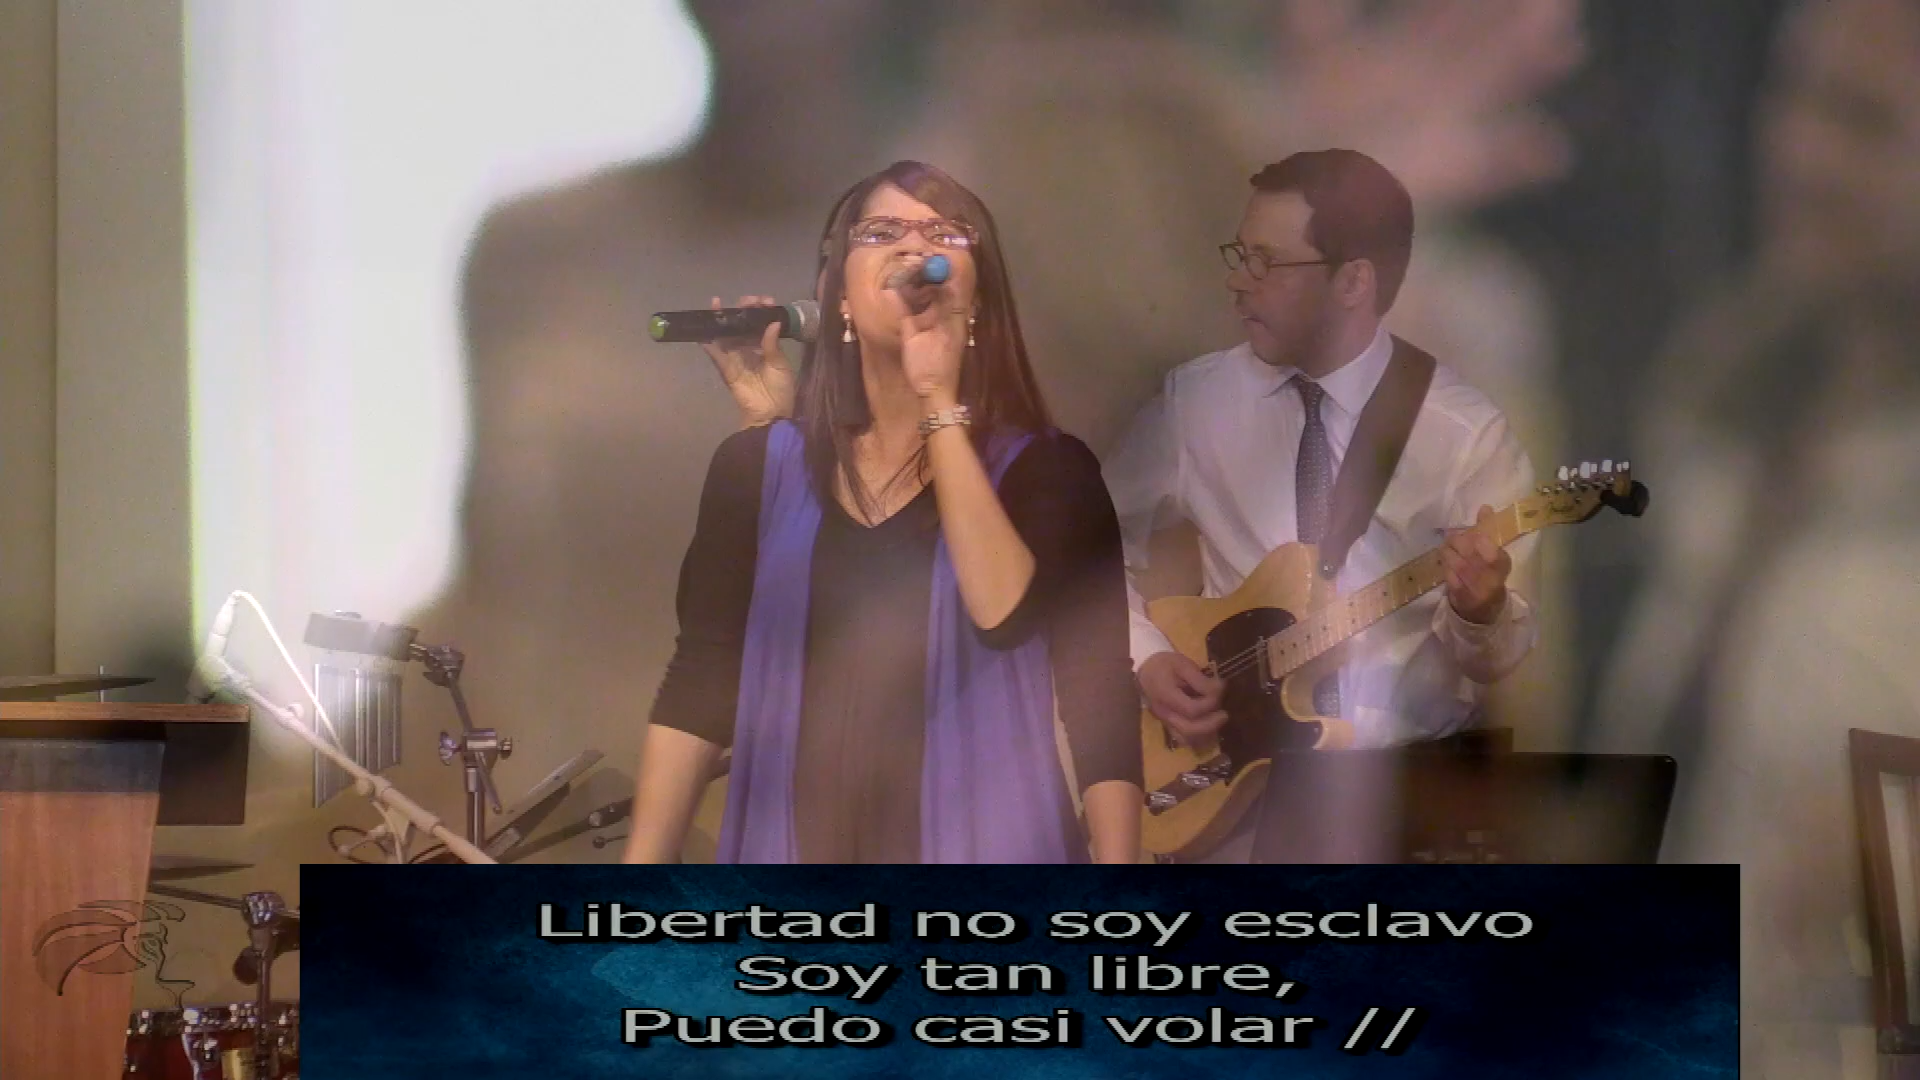 Libertad no soy esclavo
Soy tan libre,
Puedo casi volar //